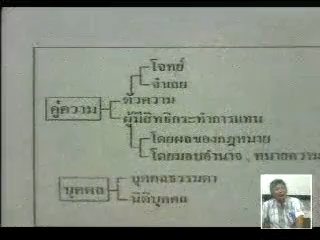 โจทย์
จำเลย
ตัวความ
คู่ความ
ผู้มีสิทธิกระทำการแทน
โดยผลของกฎหมาย
โดยมอบอำนาจ , ทนายความ
บุคคลธรรมดา
บุคคล
นิติบุคคล